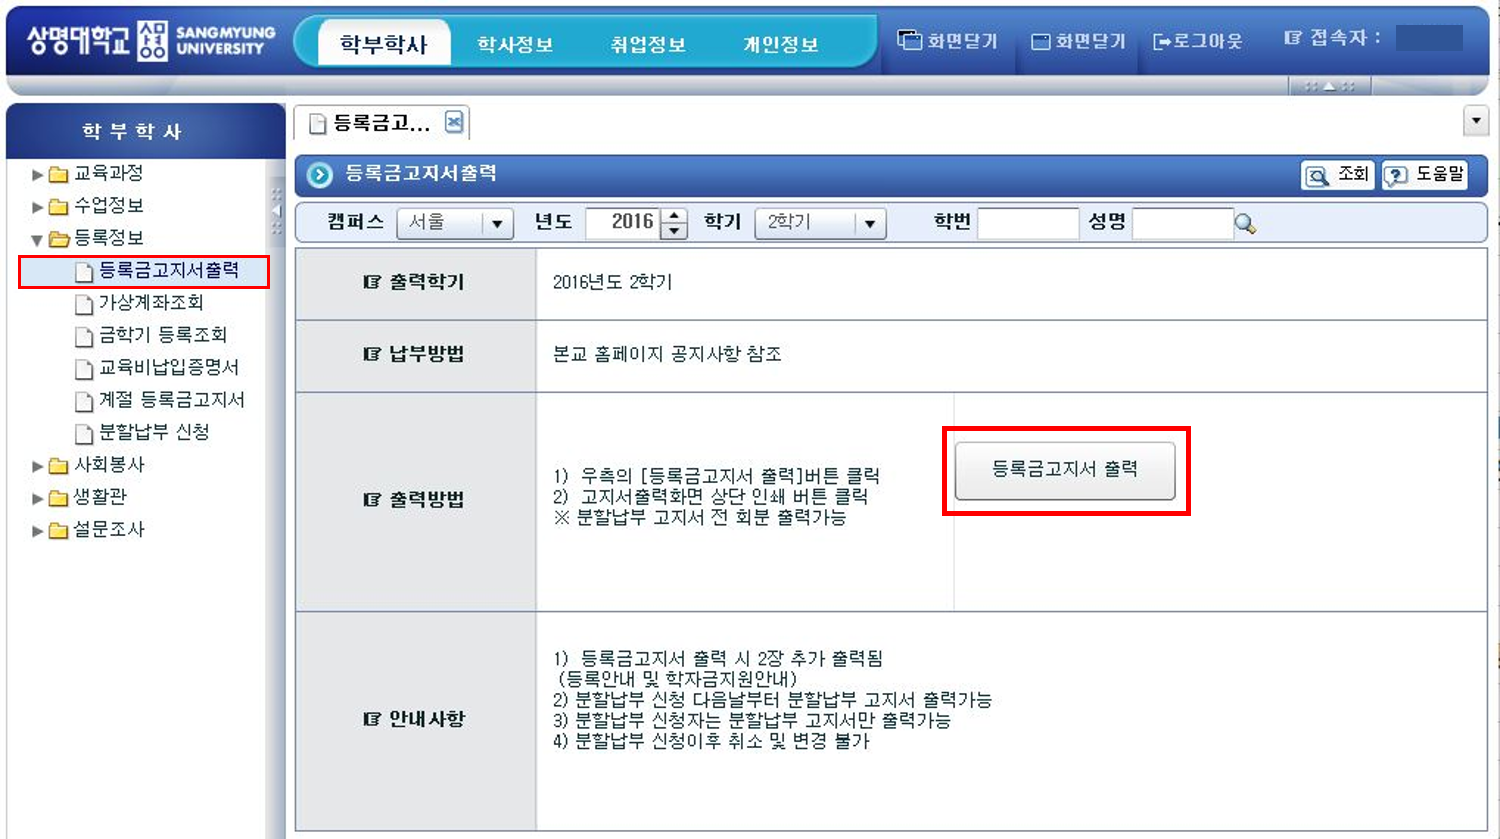 상명대학교 상명 SANGMYUNG UNIVERSITY
학부학사 학사정보 취업정보 개인정보 화면닫기 화면닫기 로그아웃 접속자 :
학 부 학 사
교육과정
수업정보
등록정보
등록금고지서출력
가상계좌조회
금학기 등록조회
교육비납입증명서
계절 등록금고지서
분할납부 신청
사회봉사
생활관
설문조사
등록금고...
등록금고지서출력 조회 도움말
캠퍼스 서울 년도 2016 학기 2학기 학번 성명
출력학기 2016년도 2학기
납부방법 본교 홈페이지 공지사항 참조
출력방법
1) 우측의 [등록금고지서 출력]버튼 클릭
2) 고지서출력화면 상단 인쇄 버튼 클릭
※ 분할납부 고지서 전 회분 출력가능
등록금고지서 출력
안내사항
1) 등록금고지서 출력 시 2장 추가 출력됨
(등록안내 및 학자금지원안내)
2) 분할납부 신청 다음날부터 분할납부 고지서 출력가능
3) 분할납부 신청자는 분할납부 고지서만 출력가능
4) 분할납부 신청이후 취소 및 변경 불가